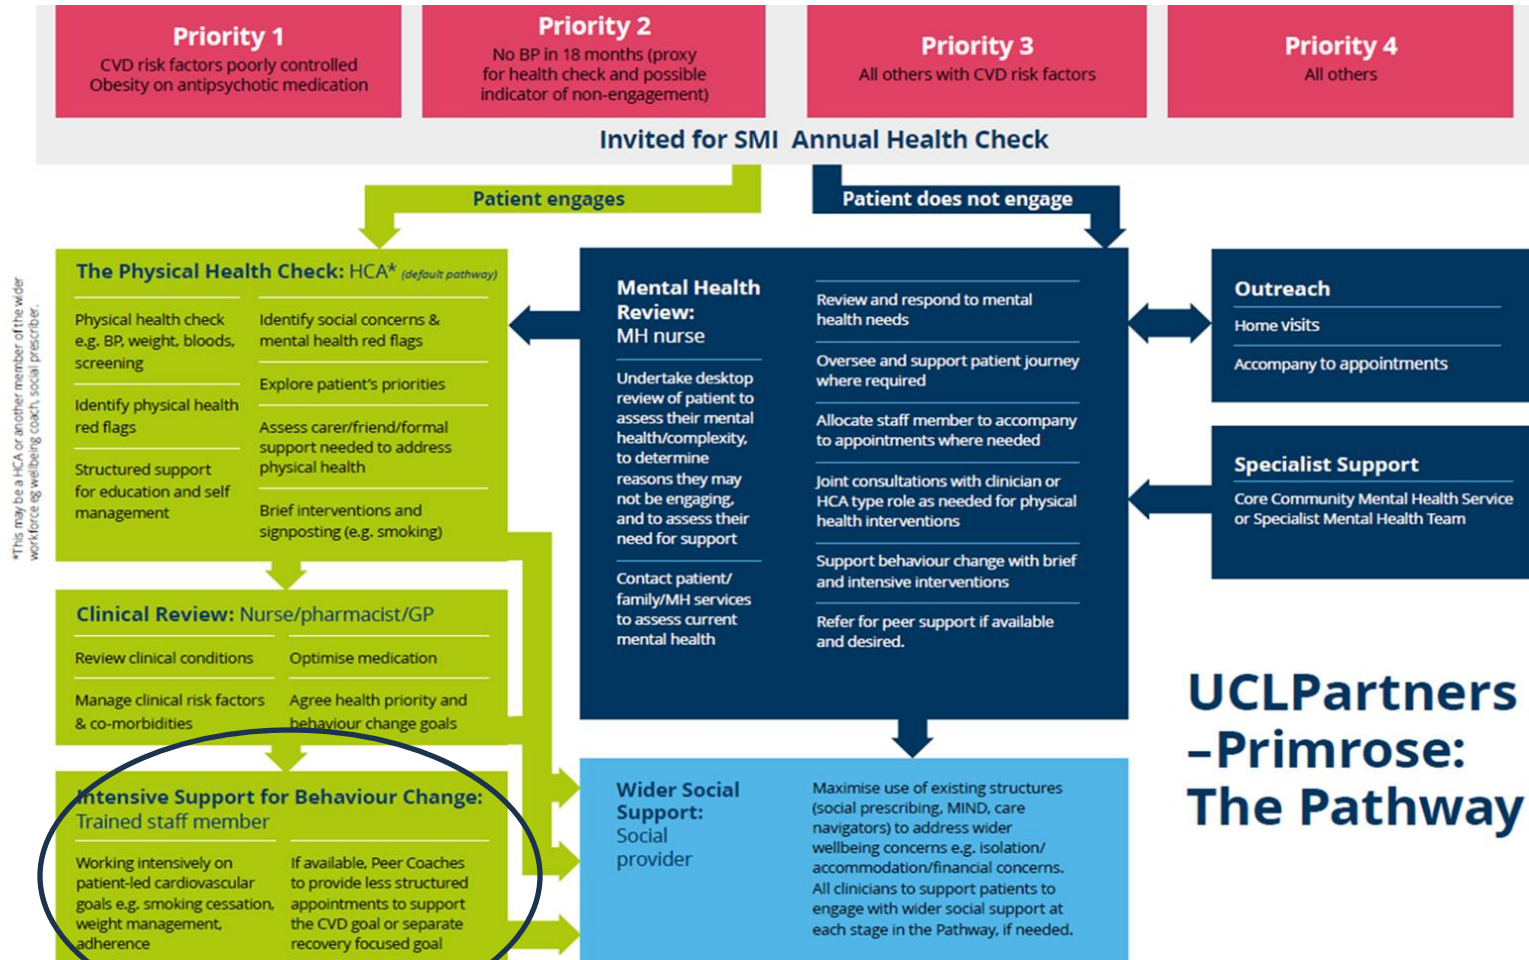 Priority 1
CVD risk factors poorly controlled
Obesity on antipsychotic medication
Priority 2
No BP in 18 months (proxy
for health check and possible
indicator of non-engagement)
Priority 3
All others with CVD risk factors
Priority 4
All others
Invited for SMI Annual Health Check
Patient engages
Patient does not engage
*This may be a HCA or another member of the wider
workforce eg wellbeing coach, social prescriber.
The Physical Health Check: HCA* (default pathway)
Physical health check
e.g. BP, weight, bloods,
screening
Identify physical health
red flags
Structured support
for education and self
management
Identify social concerns &
mental health red flags
Explore patient's priorities
Assess carer/friend/formal
support needed to address
physical health
Brief interventions and
signposting (e.g. smoking)
Clinical Review: Nurse/pharmacist/GP
Review clinical conditions
Manage clinical risk factors
& co-morbidities
Optimise medication
Agree health priority and
behaviour change goals
Intensive Support for Behaviour Change:
Trained staff member
Working intensively on
patient-led cardiovascular
goals e.g. smoking cessation,
weight management,
adherence
If available, Peer Coaches
to provide less structured
appointments to support
the CVD goal or separate
recovery focused goal
Mental Health
Review:
MH nurse
Undertake desktop
review of patient to
assess their mental
health/complexity,
to determine
reasons they may
not be engaging,
and to assess their
need for support
Contact patient/
family/MH services
to assess current
mental health
Review and respond to mental
health needs
Oversee and support patient journey
where required
Allocate staff member to accompany
to appointments where needed
Joint consultations with clinician or
HCA type role as needed for physical
health interventions
Support behaviour change with brief
and intensive interventions
Refer for peer support if available
and desired.
Outreach
Home visits
Accompany to appointments
Specialist Support
Core Community Mental Health Service
or Specialist Mental Health Team
Wider Social
Support:
Social
provider
Maximise use of existing structures
(social prescribing, MIND, care
navigators) to address wider
wellbeing concerns e.g. isolation/
accommodation/financial concerns.
All clinicians to support patients to
engage with wider social support at
each stage in the Pathway, if needed.
UCLPartners
–Primrose:
The Pathway